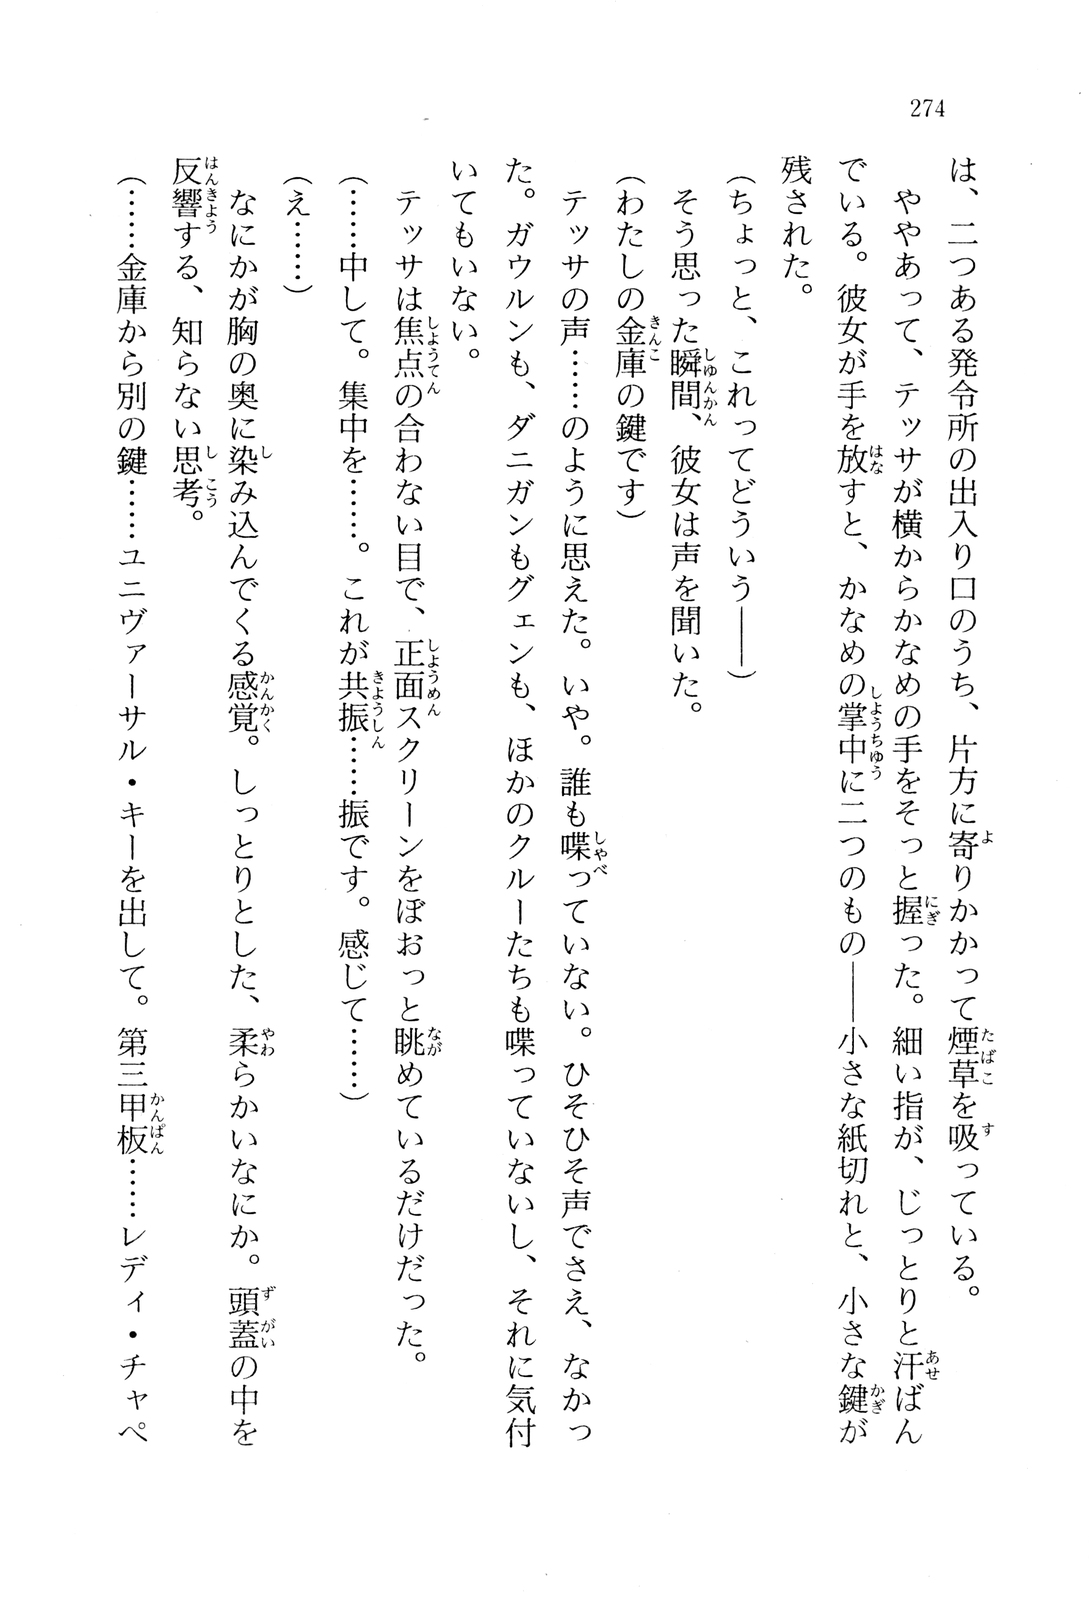 274
は、二つある発令所の出入り口のうち、片方に寄りかかって煙草を吸っている。
　ややあって、テッサが横からかなめの手をそっと握った。細い指が、じっとりと汗ばん
でいる。彼女が手を放すと、かなめの掌中に二つのもの――小さな紙切れと、小さな鍵が
残された。
（ちょっと、これってどういう――）
　そう思った瞬間、彼女は声を聞いた。
（わたしの金庫の鍵です）
　テッサの声……のように思えた。いや。誰も喋っていない。ひそひそ声でさえ、なかっ
た。ガウルンも、ダニガンもグェンも、ほかのクルーたちも喋っていないし、それに気付
いてもいない。
　テッサは焦点の合わない目で、正面スクリーンをぼおっと眺めているだけだった。
（……中して。集中を……。これが共振……振です。感じて……）
（え……）
　なにかが胸の奥に染み込んでくる感覚。しっとりとした、柔らかいなにか。頭蓋の中を
反響する、知らない思考。
（……金庫から別の鍵……ユニヴァーサル・キーを出して。第三甲板……レディ・チャペ